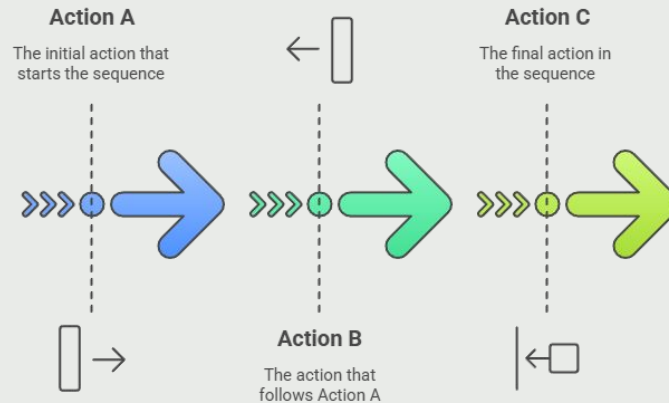 Action A
The initial action that
starts the sequence
Action B
The action that
follows Action A
Action C
The final action in
the sequence